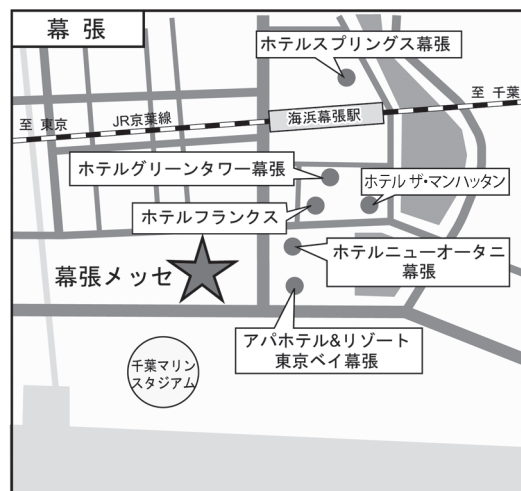 幕 張
ホテルスプリングス幕張
至 千葉
海浜幕張駅
JR京葉線
至 東京
ホテルグリーンタワー幕張
ホテル ザ・マンハッタン
ホテルフランクス
ホテルニューオータニ
幕張
幕張メッセ
アパホテル&リゾート
東京ベイ幕張
千葉マリン
スタジアム